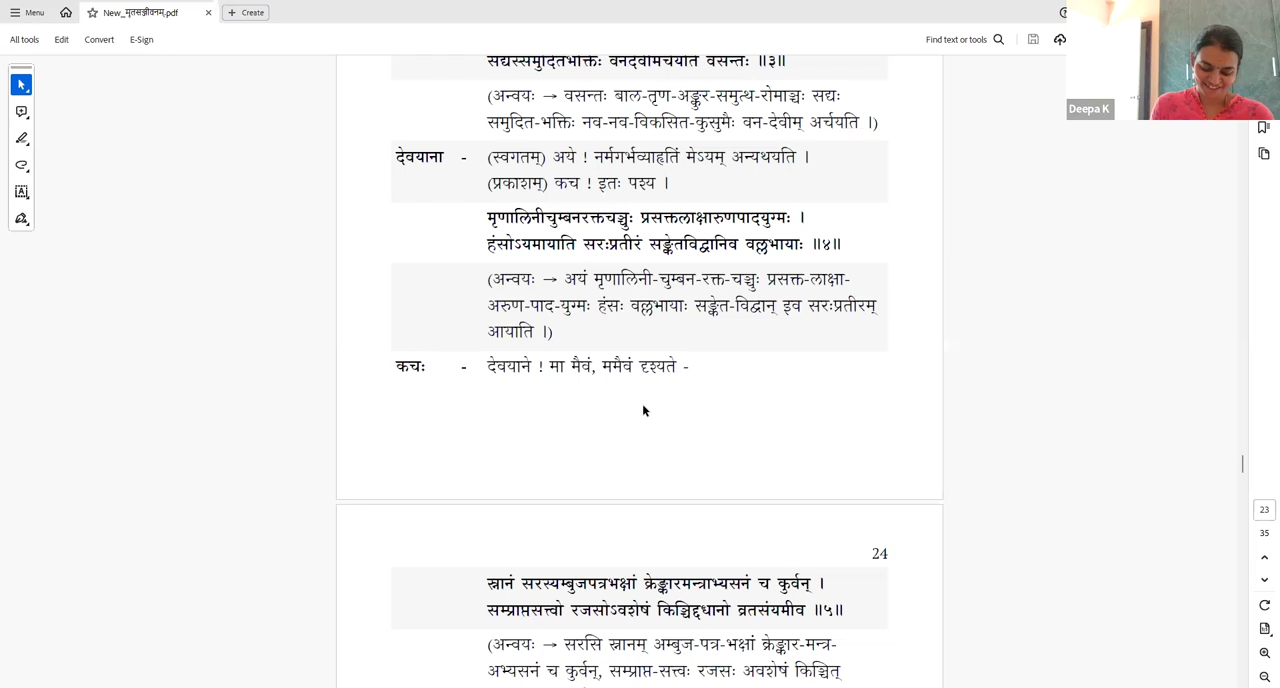 Menu
New_मृतसञ्जीवनम्.pdf
Create
All tools Edit Convert E-Sign
Find text or tools
Deepa K
सद्यस्समुदितभक्तिः वनदेवीमर्चयति वसन्तः ॥३॥
(अन्वयः → वसन्तः बाल-तृण-अङ्कुर-समुत्थ-रोमाञ्चः सद्यः
समुदित-भक्तिः नव-नव-विकसित-कुसुमैः वन-देवीम् अर्चयति ।)
देवयाना - (स्वगतम्) अये ! नर्मगर्भव्याहृतिं मेऽयम् अन्यथयति ।
(प्रकाशम्) कच ! इतः पश्य ।
मृणालिनीचुम्बनरक्तचञ्चुः प्रसक्तलाक्षारुणपादयुग्मः ।
हंसोऽयमायाति सरःप्रतीरं सङ्केतविद्वानिव वल्लभायाः ॥४॥
(अन्वयः → अयं मृणालिनी-चुम्बन-रक्त-चञ्चुः प्रसक्त-लाक्षा-
अरुण-पाद-युग्मः हंसः वल्लभायाः सङ्केत-विद्वान् इव सरःप्रतीरम्
आयाति ।)
कचः - देवयाने ! मा मैवं, ममैवं दृश्यते -
23
35
24
स्नानं सरस्यम्बुजपत्रभक्षां क्रेङ्कारमन्त्राभ्यसनं च कुर्वन् ।
सम्प्राप्तसत्त्वो रजसोऽवशेषं किञ्चिद्दधानो व्रतसंयमीव ॥५॥
(अन्वयः → सरसि स्नानम् अम्बुज-पत्र-भक्षां क्रेङ्कार-मन्त्र-
अभ्यसनं च कुर्वन्, सम्प्राप्त-सत्त्वः रजसः अवशेषं किञ्चित्